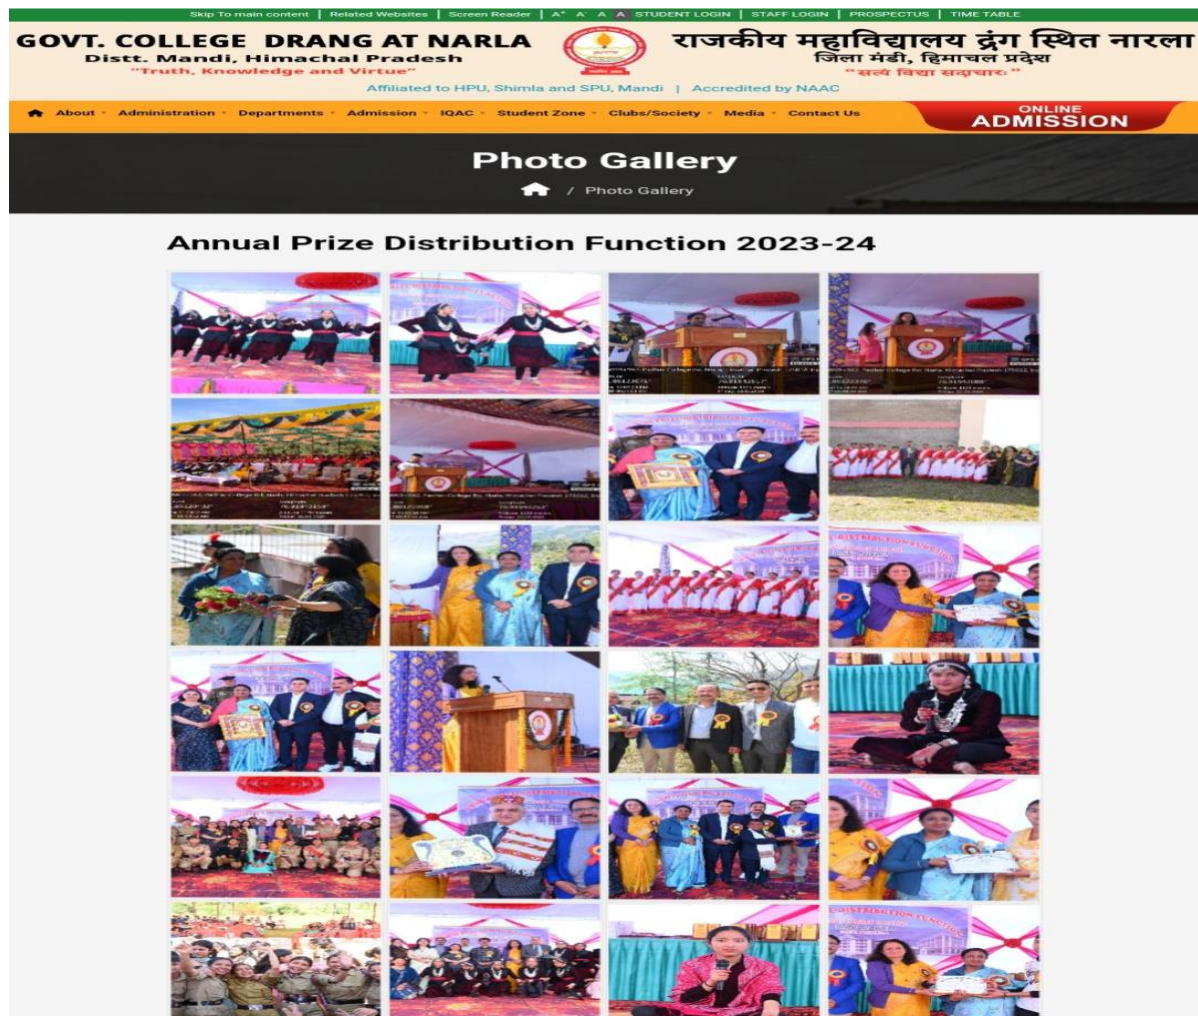 Skip To main content | Related Websites | Screen Reader | A+ A- A A STUDENT LOGIN | STAFF LOGIN | PROSPECTUS | TIME TABLE
GOVT. COLLEGE DRANG AT NARLA
Distt. Mandi, Himachal Pradesh
"Truth, Knowledge and Virtue"
राजकीय महाविद्यालय द्रंग स्थित नारला
जिला मंडी, हिमाचल प्रदेश
"सत्यं विद्या सदाचारः"
Affiliated to HPU, Shimla and SPU, Mandi | Accredited by NAAC
About Administration Departments Admission IQAC Student Zone Clubs/Society Media Contact Us
ONLINE
ADMISSION
Photo Gallery
/ Photo Gallery
Annual Prize Distribution Function 2023-24